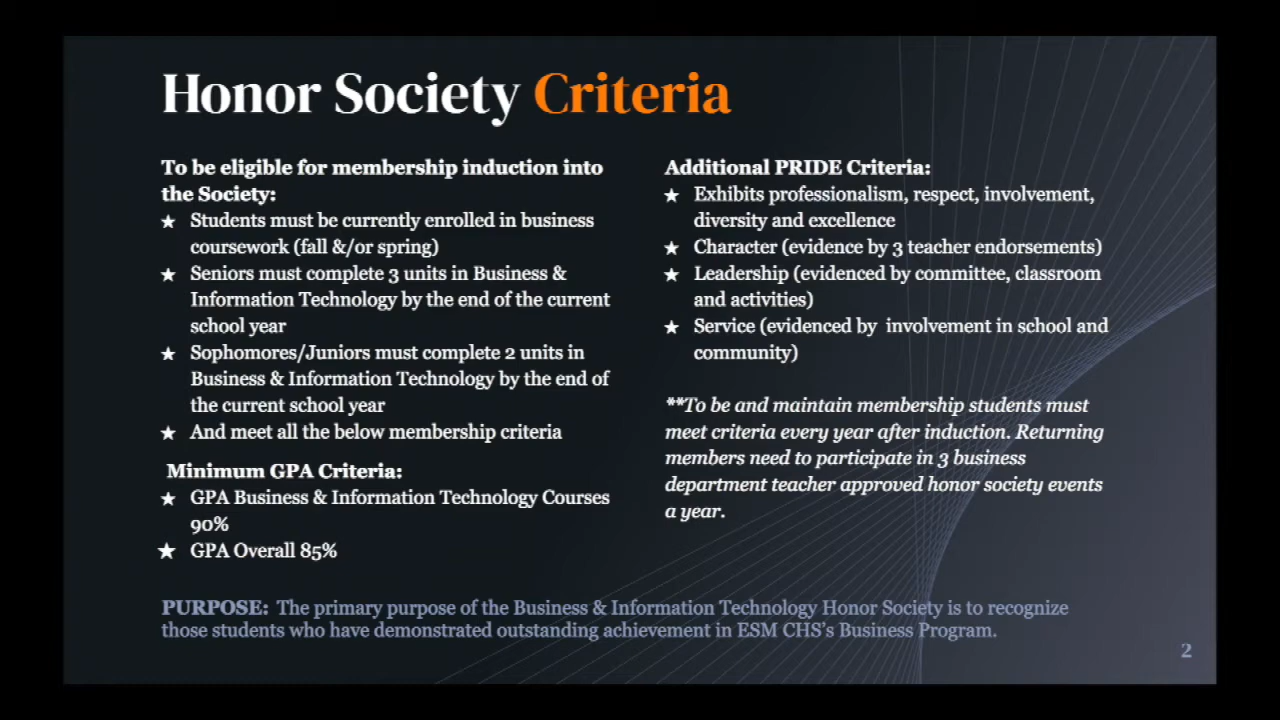 Honor Society Criteria
To be eligible for membership induction into
the Society:
★ Students must be currently enrolled in business
coursework (fall &/or spring)
★ Seniors must complete 3 units in Business &
Information Technology by the end of the current
school year
★ Sophomores/Juniors must complete 2 units in
Business & Information Technology by the end of
the current school year
★ And meet all the below membership criteria
Minimum GPA Criteria:
★ GPA Business & Information Technology Courses
90%
★ GPA Overall 85%
Additional PRIDE Criteria:
★ Exhibits professionalism, respect, involvement,
diversity and excellence
★ Character (evidence by 3 teacher endorsements)
★ Leadership (evidenced by committee, classroom
and activities)
★ Service (evidenced by involvement in school and
community)
**To be and maintain membership students must
meet criteria every year after induction. Returning
members need to participate in 3 business
department teacher approved honor society events
a year.
PURPOSE: The primary purpose of the Business & Information Technology Honor Society is to recognize
those students who have demonstrated outstanding achievement in ESM CHS's Business Program.
2